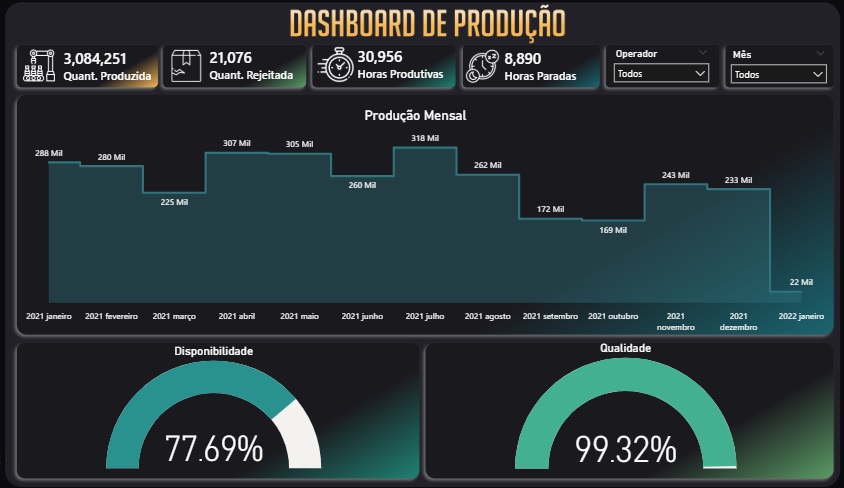 DASHBOARD DE PRODUÇÃO
3,084,251
Quant. Produzida
21,076
Quant. Rejeitada
30,956
Horas Produtivas
8,890
Horas Paradas
Operador
Todos
Mês
Todos
Produção Mensal
288 Mil
280 Mil
225 Mil
307 Mil
305 Mil
260 Mil
318 Mil
262 Mil
172 Mil
169 Mil
243 Mil
233 Mil
22 Mil
2021 janeiro
2021 fevereiro
2021 março
2021 abril
2021 maio
2021 junho
2021 julho
2021 agosto
2021 setembro
2021 outubro
2021
novembro
2021
dezembro
2022 janeiro
Disponibilidade
77.69%
Qualidade
99.32%